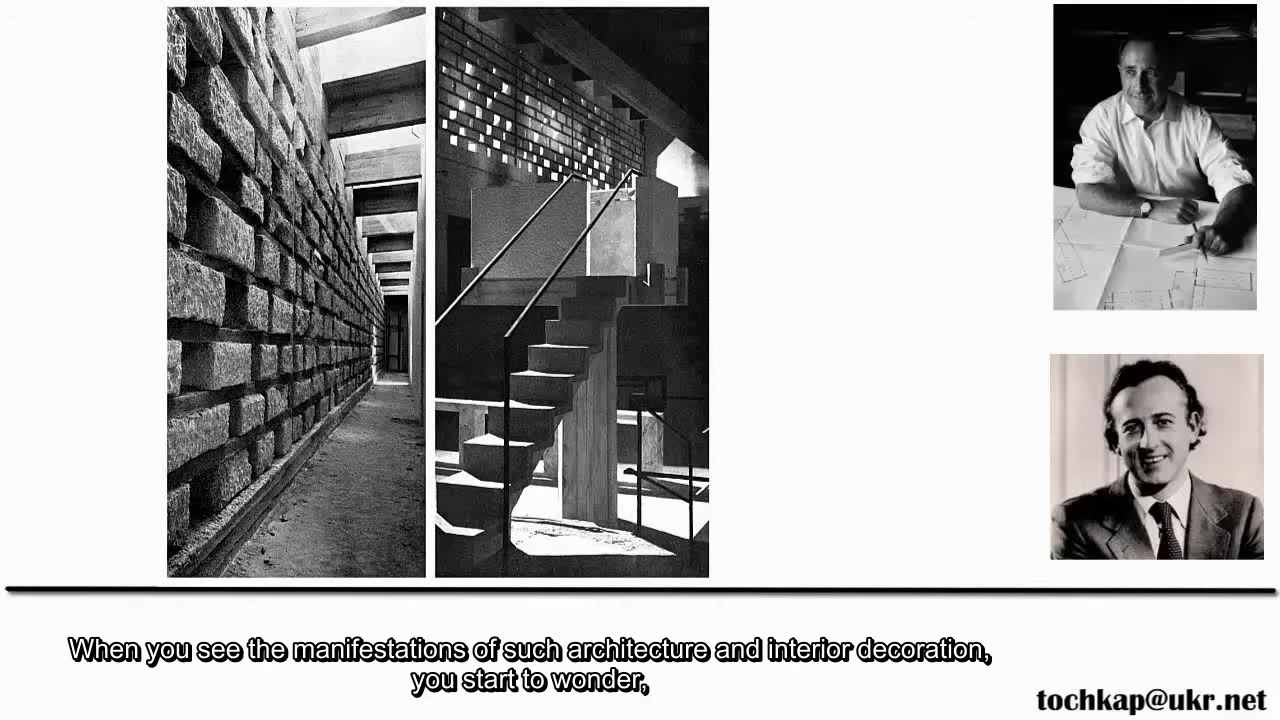 When you see the manifestations of such architecture and interior decoration,
you start to wonder,
tochkap@ukr.net